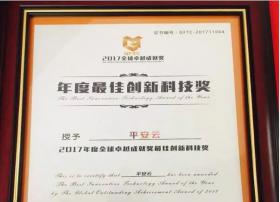 证书编号：GFTC-201711004
2017全球卓越成就奖
年度最佳创新科技奖
The Best Innovation Technology Award of the Year
授予 平安云
2017年度全球卓越成就奖最佳创新科技奖
This is to certify that 平安云 has been awarded
The Best Innovation Technology Award of the Year
by The Global Outstanding Achievement Award of 2017